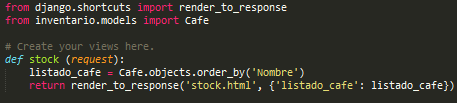 from django.shortcuts import render_to_response
from inventario.models import Cafe
# Create your views here.
def stock (request):
    listado_cafe = Cafe.objects.order_by('Nombre')
    return render_to_response('stock.html', {'listado_cafe': listado_cafe})